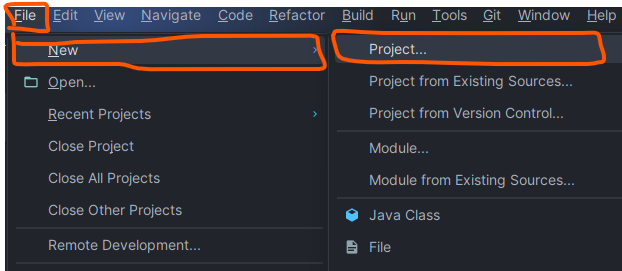 File Edit View Navigate Code Refactor Build Run Tools Git Window Help
New
Open...
Recent Projects
Close Project
Close All Projects
Close Other Projects
Remote Development...
Project...
Project from Existing Sources...
Project from Version Control...
Module...
Module from Existing Sources...
Java Class
File